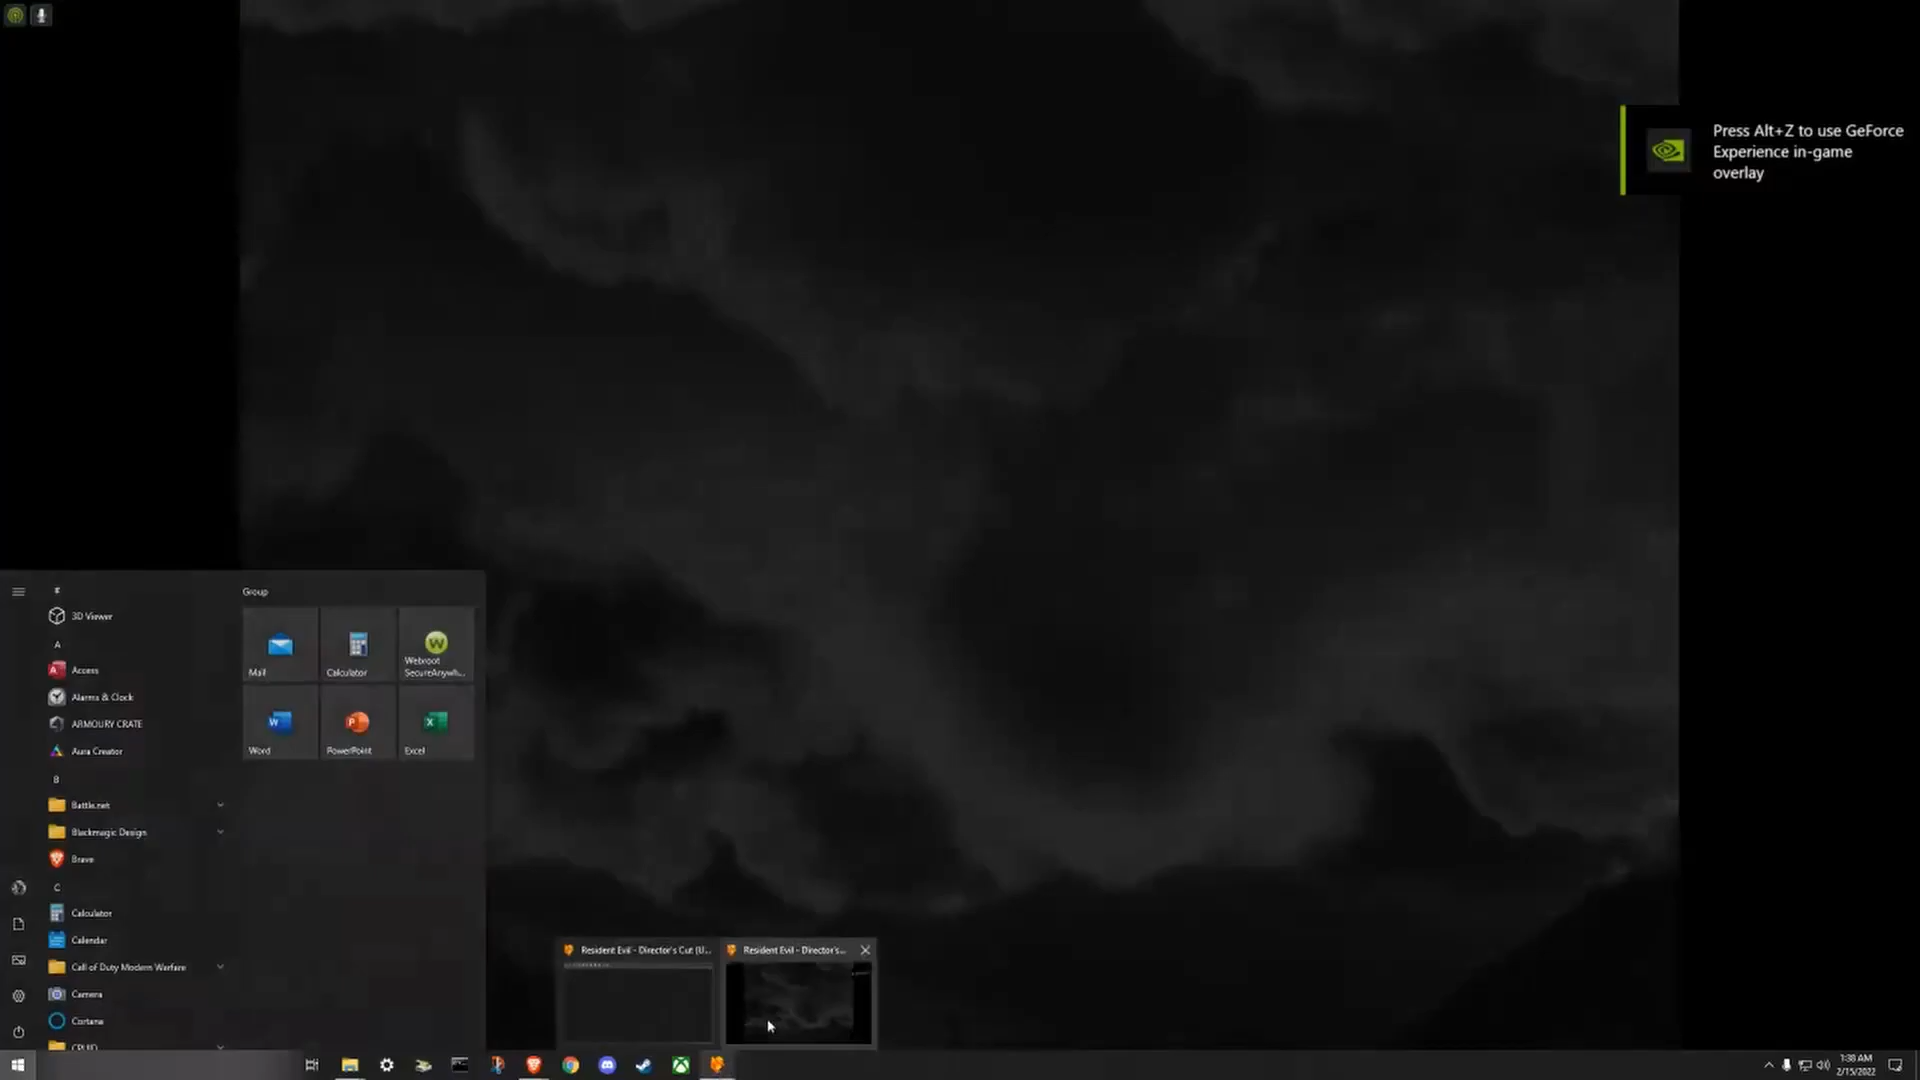 Press Alt+Z to use GeForce
Experience in-game
overlay
#
3D Viewer
A
Access
Alarms & Clock
ARMOURY CRATE
Aura Creator
B
Battle.net
Blackmagic Design
Brave
C
Calculator
Calendar
Call of Duty Modern Warfare
Camera
Cortana
CPUID
Group
Mail
Calculator
Webroot
SecureAnywh...
Word
PowerPoint
Excel
Resident Evil - Director's Cut (U...
Resident Evil - Director's...
1:38 AM
2/15/2022